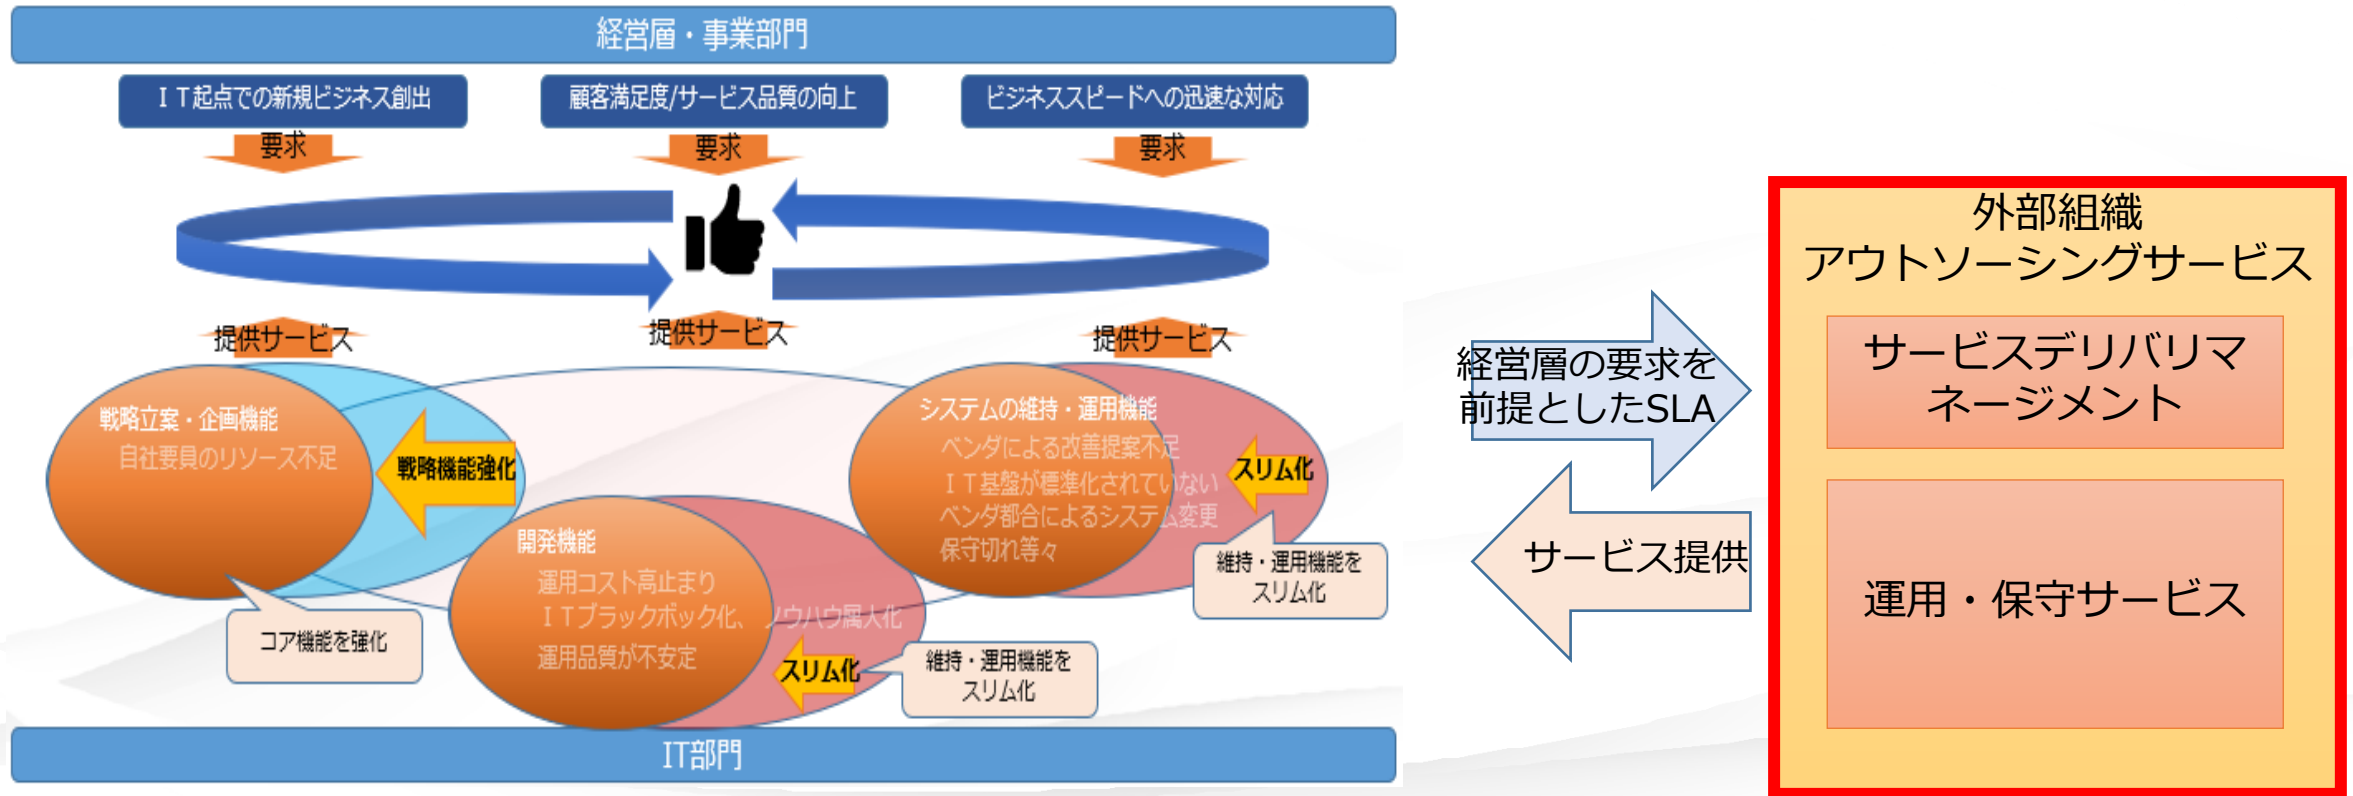 経営層・事業部門
ＩＴ起点での新規ビジネス創出
顧客満足度/サービス品質の向上
ビジネススピードへの迅速な対応
要求
要求
要求
提供サービス
提供サービス
提供サービス
戦略立案・企画機能
自社要員のリソース不足
戦略機能強化
コア機能を強化
開発機能
運用コスト高止まり
ＩＴブラックボック化、ノウハウ属人化
運用品質が不安定
スリム化
維持・運用機能を
スリム化
システムの維持・運用機能
ベンダによる改善提案不足
ＩＴ基盤が標準化されていない
ベンダ都合によるシステム変更
保守切れ等々
スリム化
維持・運用機能を
スリム化
IT部門
経営層の要求を
前提としたSLA
サービス提供
外部組織
アウトソーシングサービス
サービスデリバリマ
ネージメント
運用・保守サービス